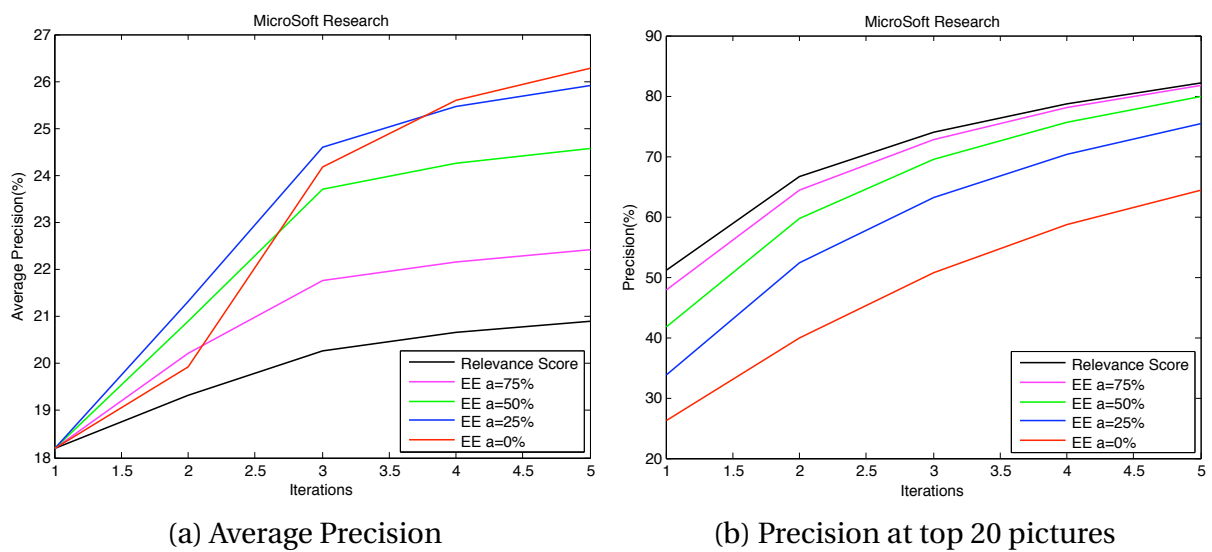 MicroSoft Research
27
26
25
24
23
22
21
20
19
18
Average Precision(%)
1 1.5 2 2.5 3 3.5 4 4.5 5
Iterations
Relevance Score
EE a=75%
EE a=50%
EE a=25%
EE a=0%
(a) Average Precision
MicroSoft Research
90
80
70
60
50
40
30
20
Precision(%)
1 1.5 2 2.5 3 3.5 4 4.5 5
Iterations
Relevance Score
EE a=75%
EE a=50%
EE a=25%
EE a=0%
(b) Precision at top 20 pictures